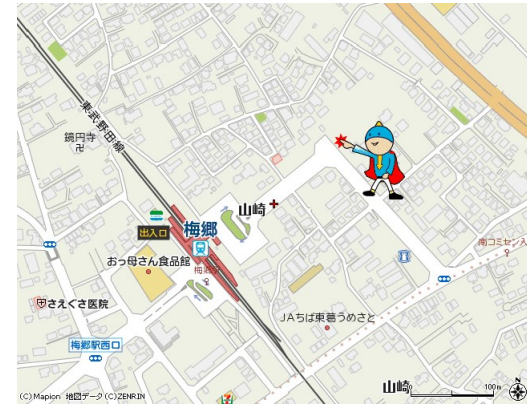 東武野田線
鏡円寺
山崎
梅郷
出入口
おっ母さん食品館
梅郷駅
南コミセン入
さえぐさ医院
JAちば東葛うめさと
梅郷駅西口
山崎
100m
N
(C)Mapion 地図データ(C)ZENRIN